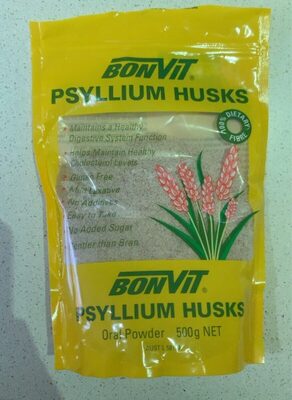 BONVIT®
PSYLLIUM HUSKS
100% DIETARY FIBRE
Maintains a Healthy
Digestive System Function
Helps Maintain Healthy
Cholesterol Levels
Gluten Free
Mild Laxative
No Additives
Easy to Take
No Added Sugar
Gentler than Bran
BONVIT®
PSYLLIUM HUSKS
Oral Powder 500g NET